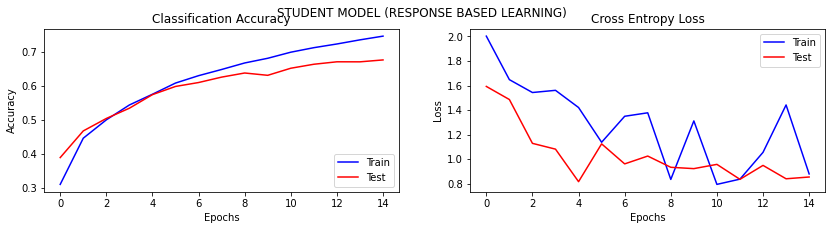 STUDENT MODEL (RESPONSE BASED LEARNING)
Classification Accuracy
Accuracy
0.7
0.6
0.5
0.4
0.3
0 2 4 6 8 10 12 14
Epochs
Train
Test
Cross Entropy Loss
Loss
2.0
1.8
1.6
1.4
1.2
1.0
0.8
0 2 4 6 8 10 12 14
Epochs
Train
Test